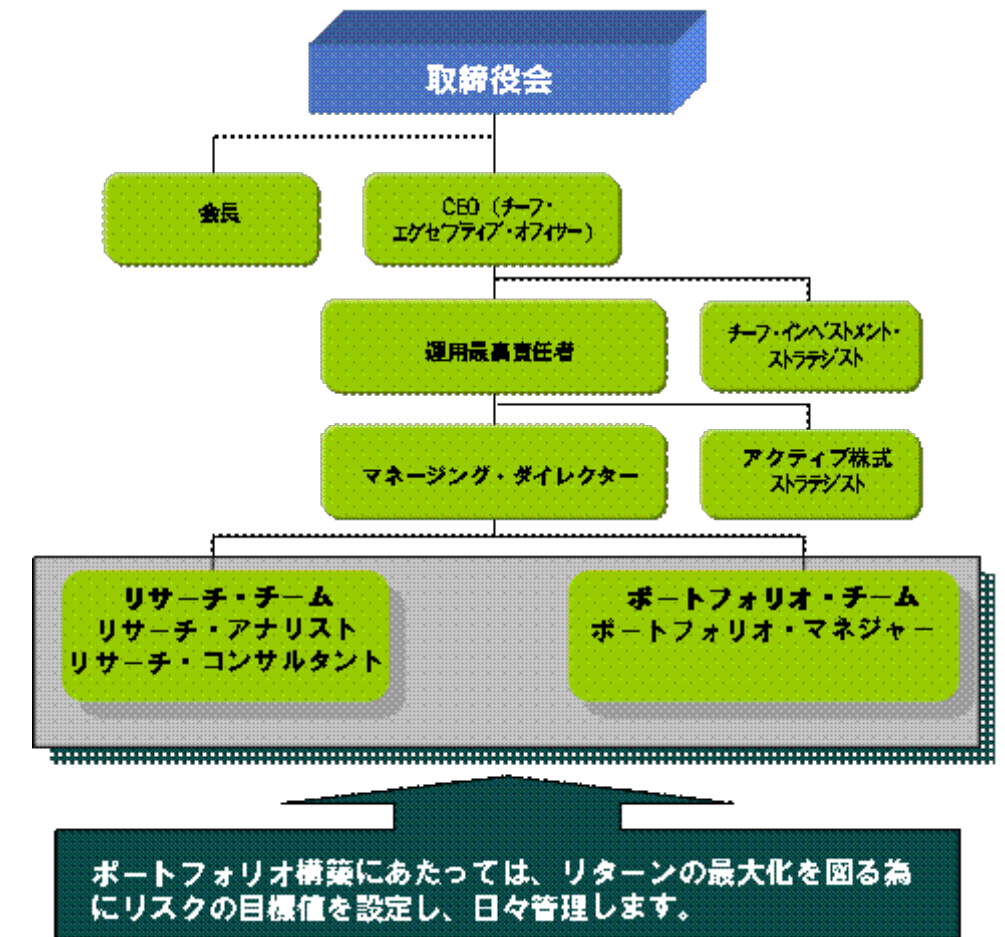 取締役会
会長
CEO（チーフ・
エグゼクティブ・オフィサー）
運用最高責任者
チーフ・インベストメント・
ストラテジスト
マネージング・ダイレクター
アクティブ株式
ストラテジスト
リサーチ・チーム
リサーチ・アナリスト
リサーチ・コンサルタント
ポートフォリオ・チーム
ポートフォリオ・マネジャー
ポートフォリオ構築にあたっては、リターンの最大化を図る為
にリスクの目標値を設定し、日々管理します。